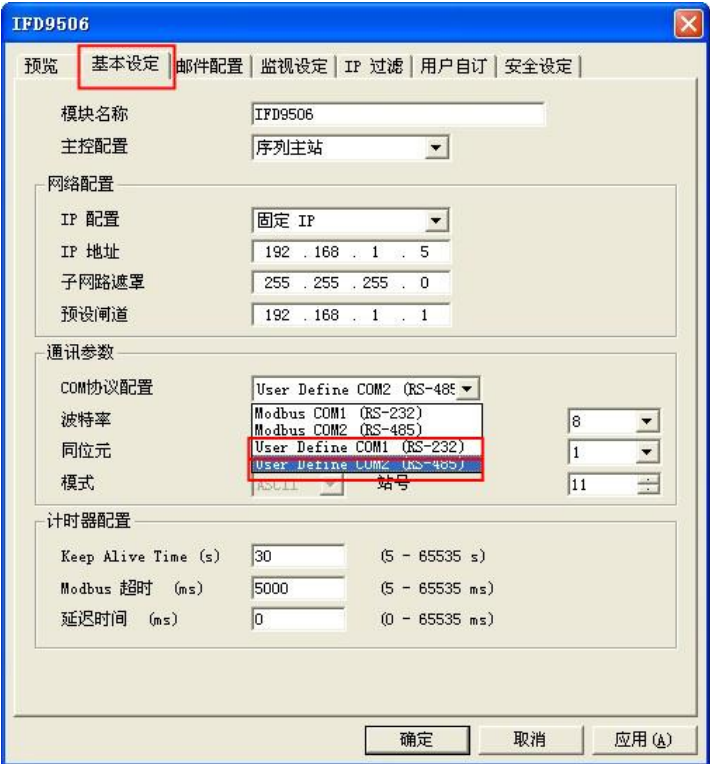 IFD9506
预览 基本设定 邮件配置 监视设定 IP 过滤 用户自订 安全设定
模块名称 IFD9506
主控配置 序列主站
网络配置
IP 配置 固定 IP
IP 地址 192 . 168 . 1 . 5
子网路遮罩 255 . 255 . 255 . 0
预设闸道 192 . 168 . 1 . 1
通讯参数
COM协议配置 User Define COM2 (RS-485
Modbus COM1 (RS-232)
波特率 Modbus COM2 (RS-485) 8
同位元 User Define COM1 (RS-232) 1
User Define COM2 (RS-485)
模式 ASCII 站号 11
计时器配置
Keep Alive Time (s) 30 (5 - 65535 s)
Modbus 超时 (ms) 5000 (5 - 65535 ms)
延迟时间 (ms) 0 (0 - 65535 ms)
确定 取消 应用(A)